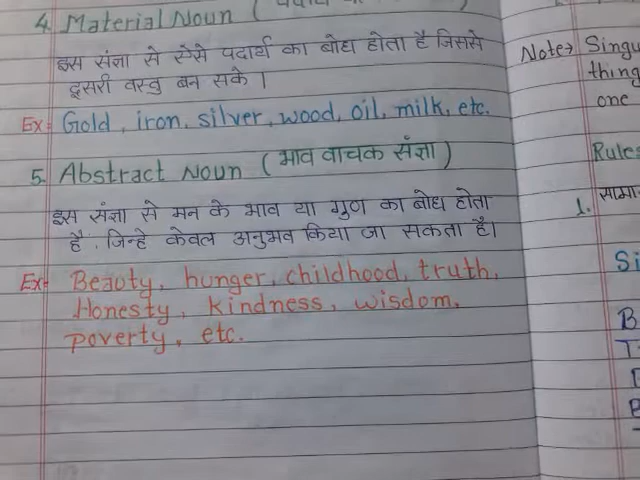 4. Material Noun (
इस संज्ञा से ऐसे पदार्थ का बोध होता है जिससे
दूसरी वस्तु बन सके ।
Ex:- Gold, iron, silver, wood, oil, milk, etc.
5. Abstract Noun ( भाव वाचक संज्ञा )
इस संज्ञा से मन के भाव या गुण का बोध होता
है, जिन्हे केवल अनुभव किया जा सकता है।
Ex:- Beauty, hunger, childhood, truth,
Honesty, kindness, wisdom,
poverty, etc.
Note→ Singu
thing
one
Rules
1. सामा
Si
B
T